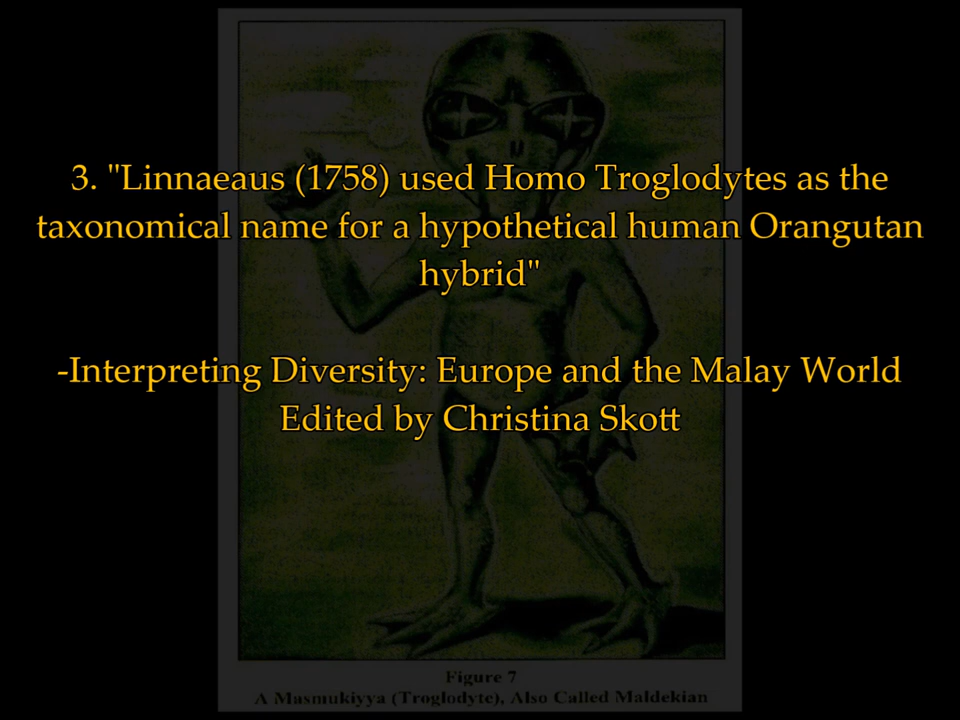 3. "Linnaeaus (1758) used Homo Troglodytes as the
taxonomical name for a hypothetical human Orangutan
hybrid"
-Interpreting Diversity: Europe and the Malay World
Edited by Christina Skott
Figure 7
A Masmukiyya (Troglodyte), Also Called Maldekian